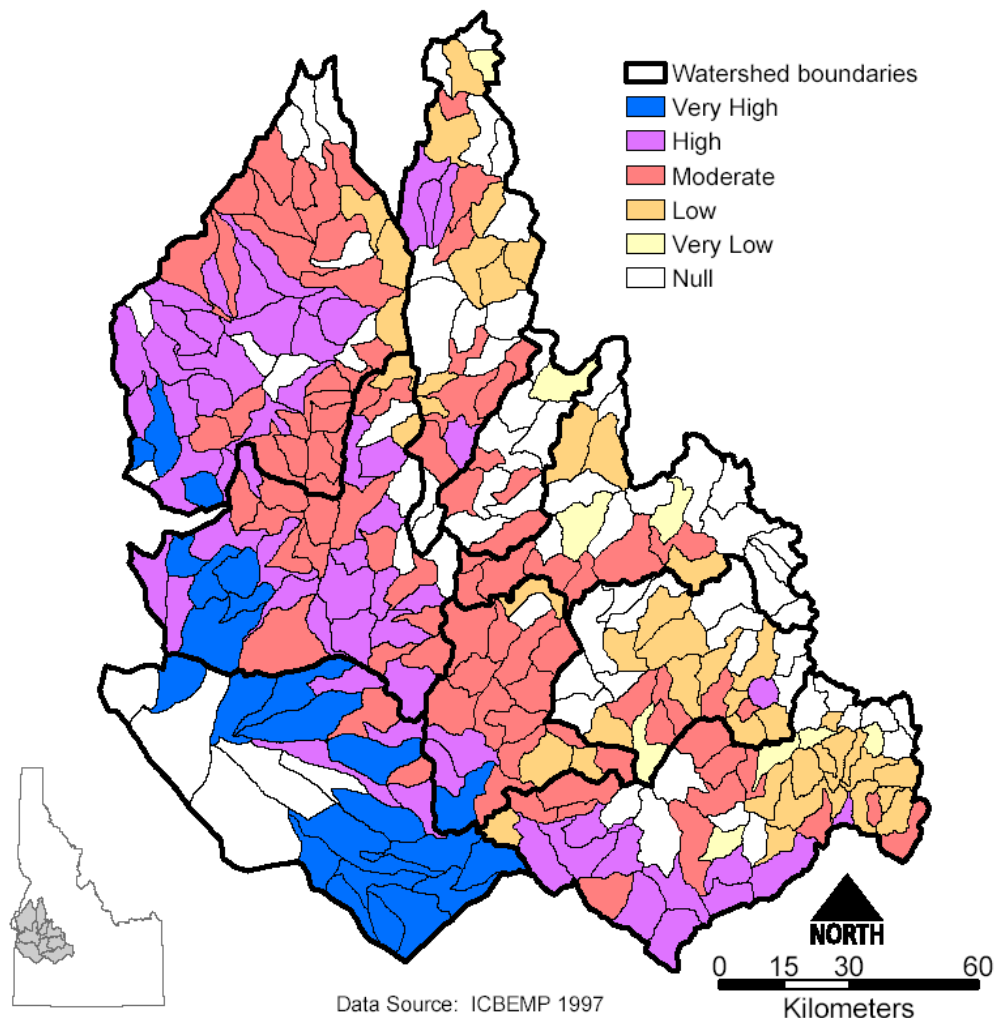 Watershed boundaries
Very High
High
Moderate
Low
Very Low
Null
NORTH
0 15 30 60
Kilometers
Data Source: ICBEMP 1997